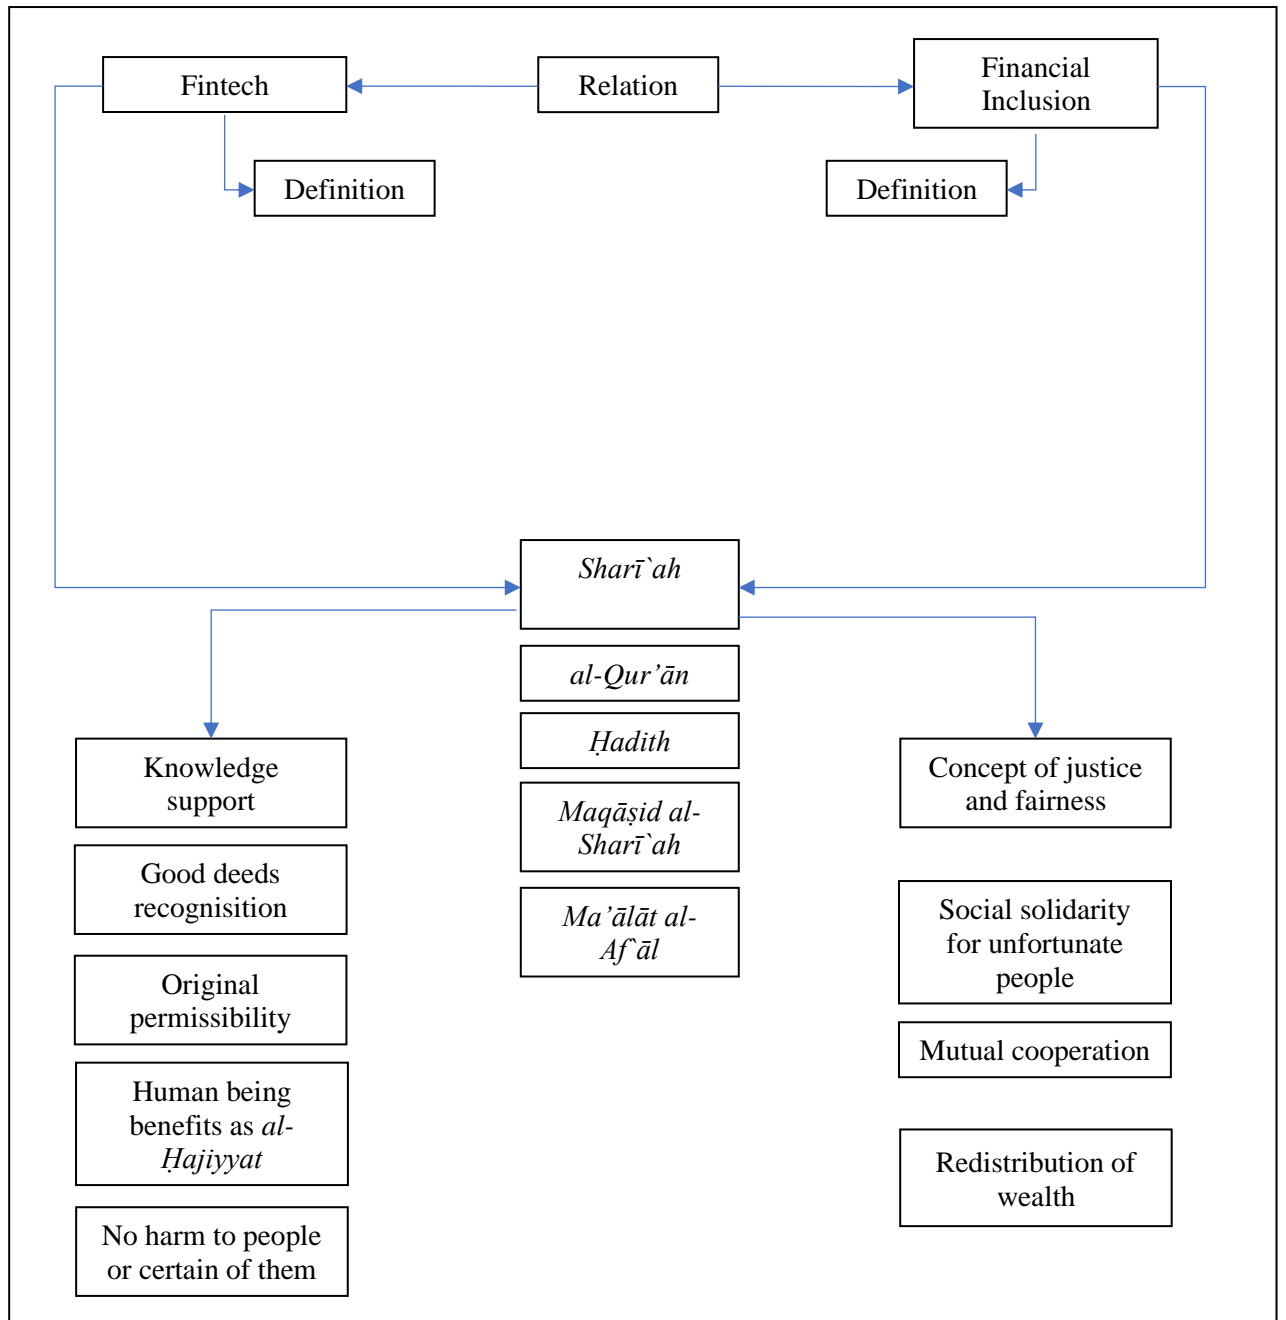 Fintech
Relation
Financial
Inclusion
Definition
Definition
Sharī`ah
al-Qur’ān
Ḥadith
Maqāṣid al-
Sharī`ah
Ma’ālāt al-
Af`āl
Knowledge
support
Good deeds
recognisition
Original
permissibility
Human being
benefits as al-
Ḥajiyyat
No harm to people
or certain of them
Concept of justice
and fairness
Social solidarity
for unfortunate
people
Mutual cooperation
Redistribution of
wealth